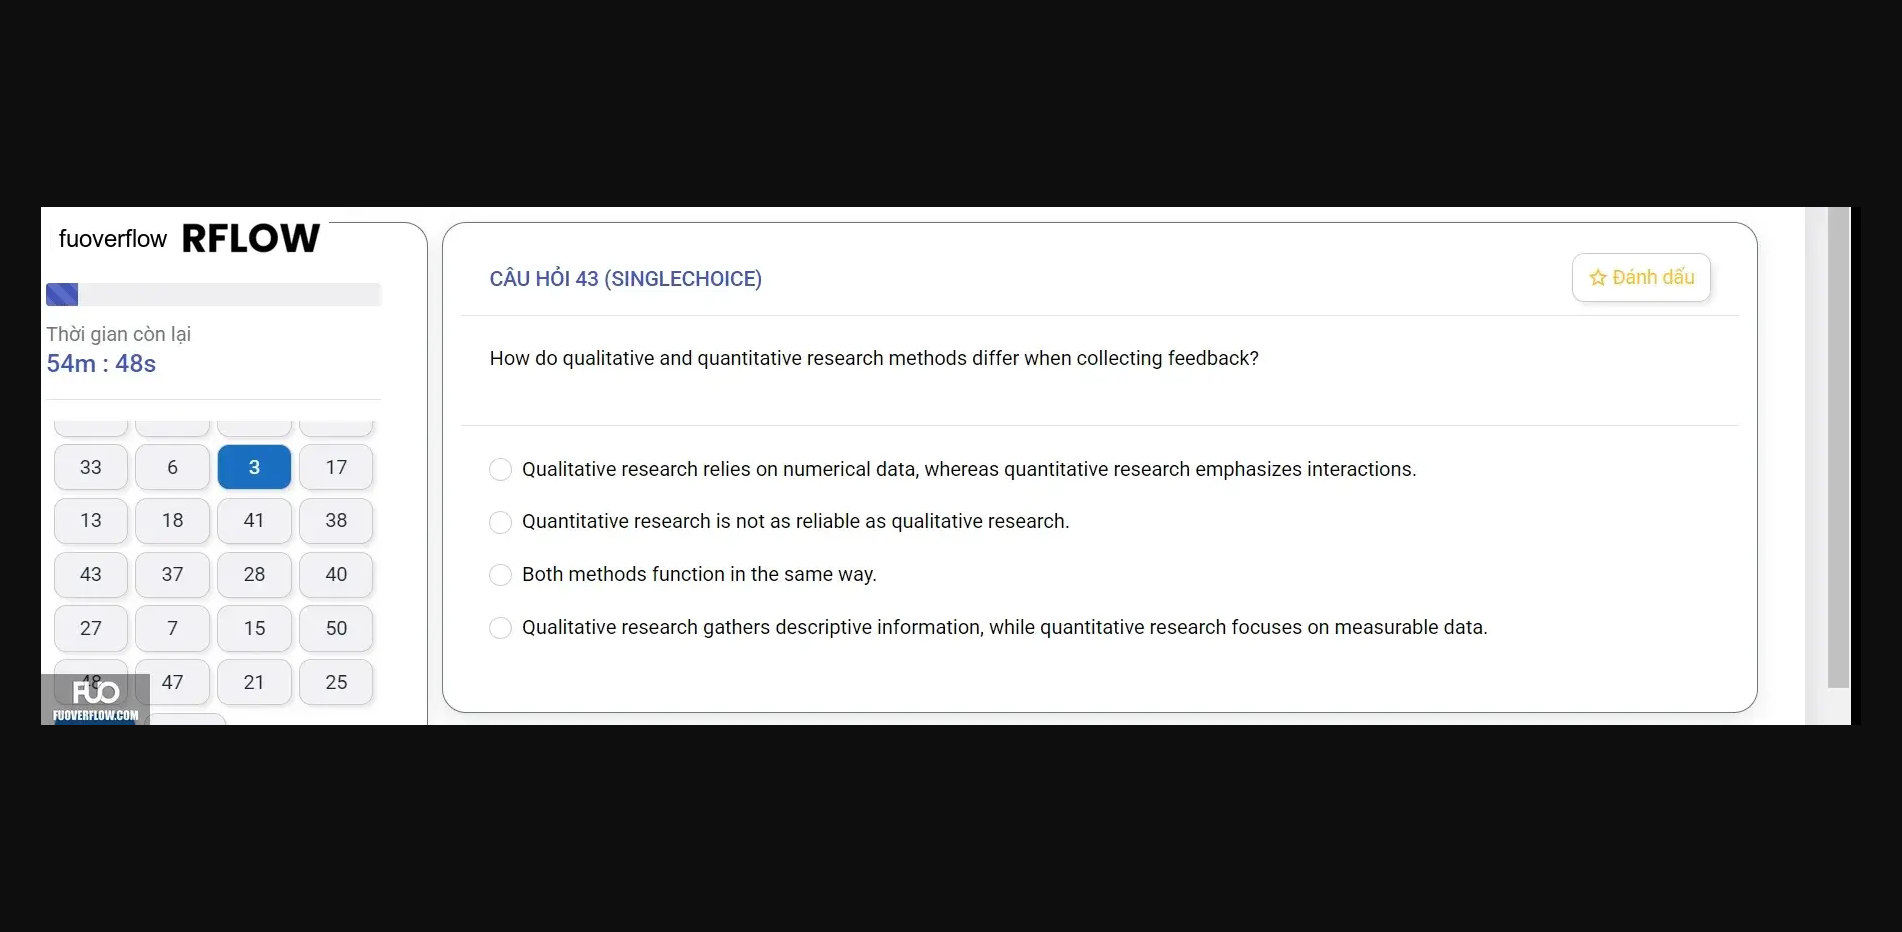 fuoverflow RFLOW
Thời gian còn lại
54m : 48s
33 6 3 17
13 18 41 38
43 37 28 40
27 7 15 50
48 47 21 25
FUO
FUOVERFLOW.COM
CÂU HỎI 43 (SINGLECHOICE)
Đánh dấu
How do qualitative and quantitative research methods differ when collecting feedback?
Qualitative research relies on numerical data, whereas quantitative research emphasizes interactions.
Quantitative research is not as reliable as qualitative research.
Both methods function in the same way.
Qualitative research gathers descriptive information, while quantitative research focuses on measurable data.